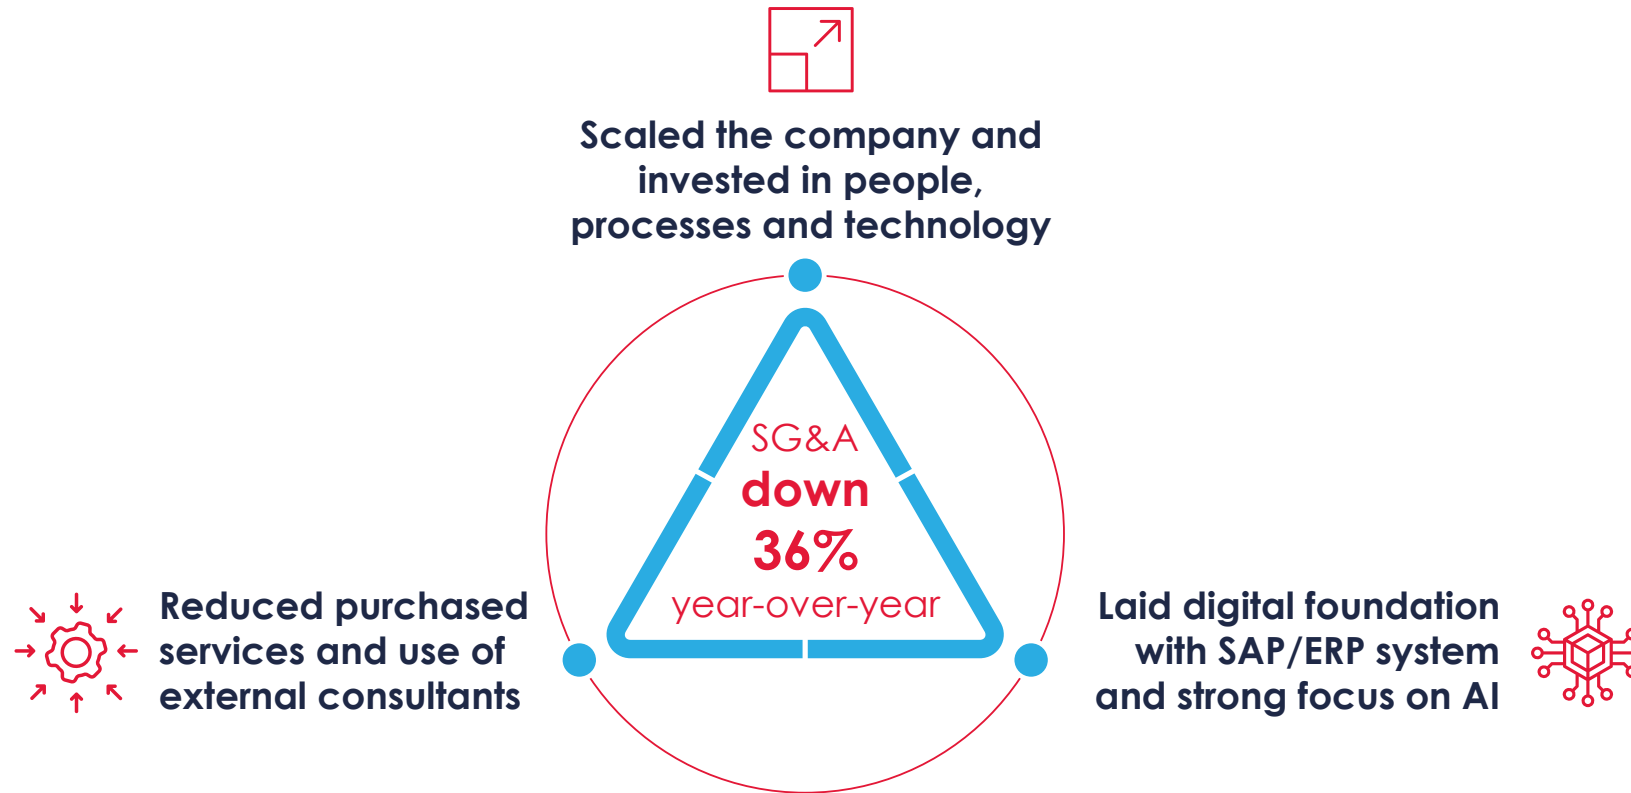 Scaled the company and
invested in people,
processes and technology
SG&A
down
36%
year-over-year
Reduced purchased
services and use of
external consultants
Laid digital foundation
with SAP/ERP system
and strong focus on AI